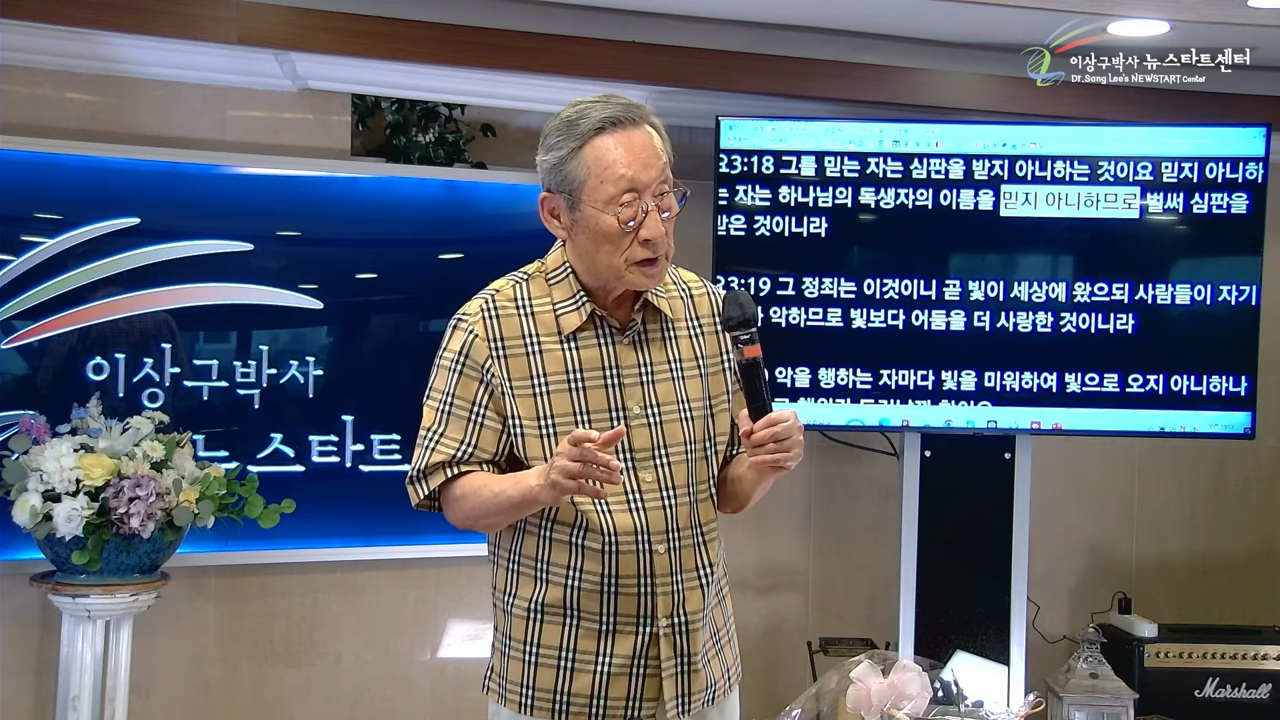 이상구박사 뉴스타트센터
Dr.Sang Lee's NEWSTART Center
3:18 그를 믿는 자는 심판을 받지 아니하는 것이요 믿지 아니하
는 자는 하나님의 독생자의 이름을 믿지 아니하므로 벌써 심판을
받은 것이니라
3:19 그 정죄는 이것이니 곧 빛이 세상에 왔으되 사람들이 자기
악하므로 빛보다 어둠을 더 사랑한 것이니라
악을 행하는 자마다 빛을 미워하여 빛으로 오지 아니하나
이상구박사
뉴스타트
Marshall